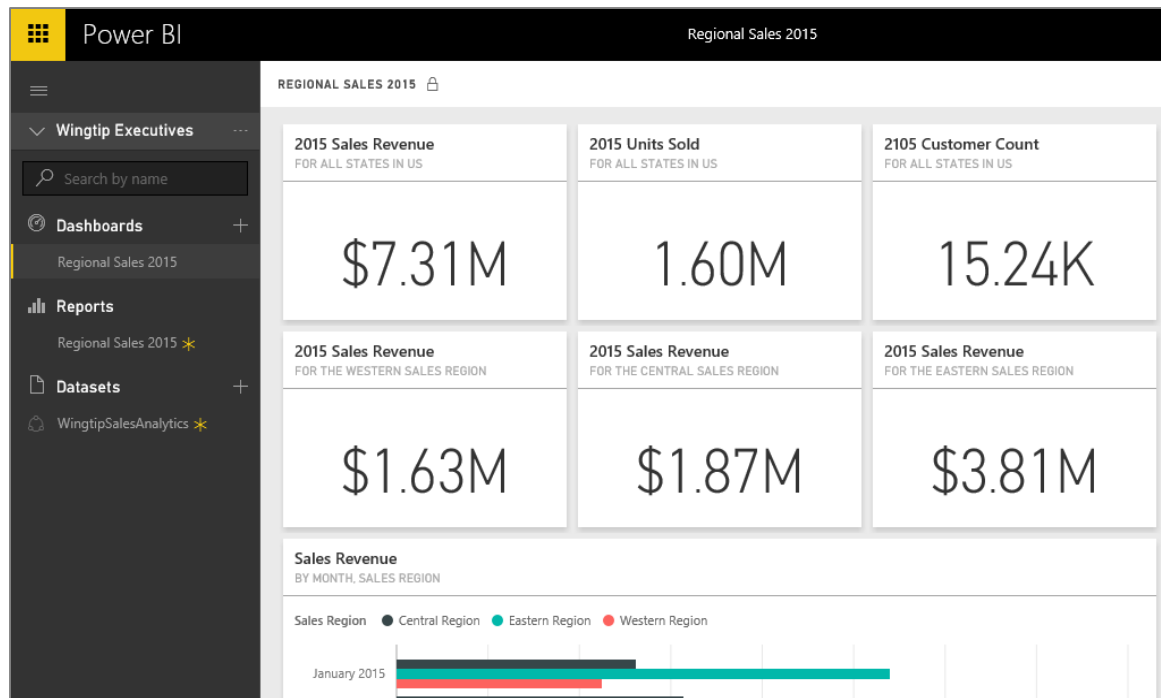 Power BI
Regional Sales 2015
REGIONAL SALES 2015
Wingtip Executives
Search by name
Dashboards
Regional Sales 2015
Reports
Regional Sales 2015
Datasets
WingtipSalesAnalytics
2015 Sales Revenue
FOR ALL STATES IN US
$7.31M
2015 Units Sold
FOR ALL STATES IN US
1.60M
2105 Customer Count
FOR ALL STATES IN US
15.24K
2015 Sales Revenue
FOR THE WESTERN SALES REGION
$1.63M
2015 Sales Revenue
FOR THE CENTRAL SALES REGION
$1.87M
2015 Sales Revenue
FOR THE EASTERN SALES REGION
$3.81M
Sales Revenue
BY MONTH, SALES REGION
Sales Region Central Region Eastern Region Western Region
January 2015